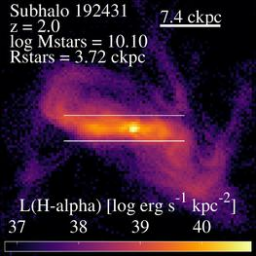 Subhalo 192431
7.4 ckpc
z = 2.0
log Mstars = 10.10
Rstars = 3.72 ckpc
L(H-alpha) [log erg s⁻¹ kpc⁻²]
37 38 39 40